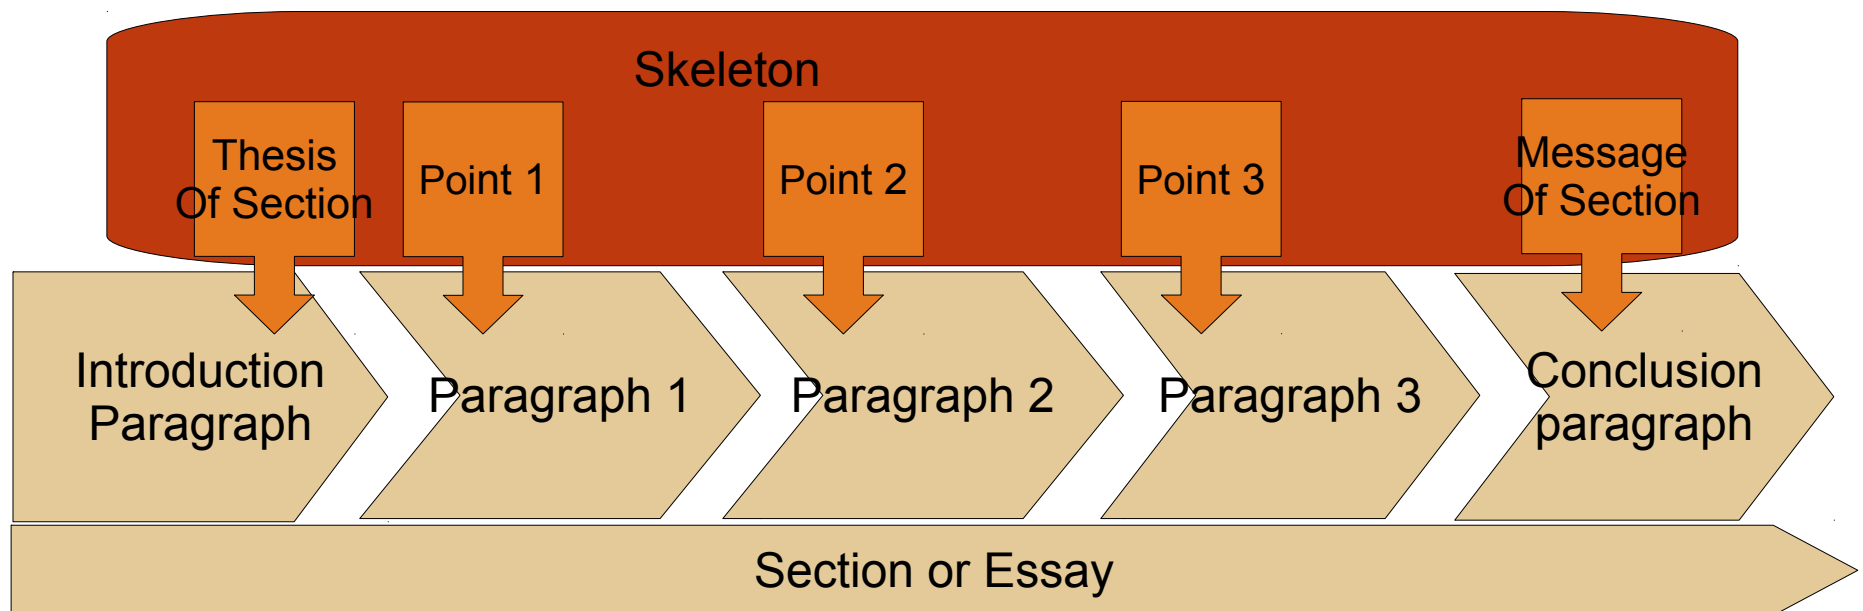 Skeleton
Thesis
Of Section
Point 1
Point 2
Point 3
Message
Of Section
Introduction
Paragraph
Paragraph 1
Paragraph 2
Paragraph 3
Conclusion
paragraph
Section or Essay